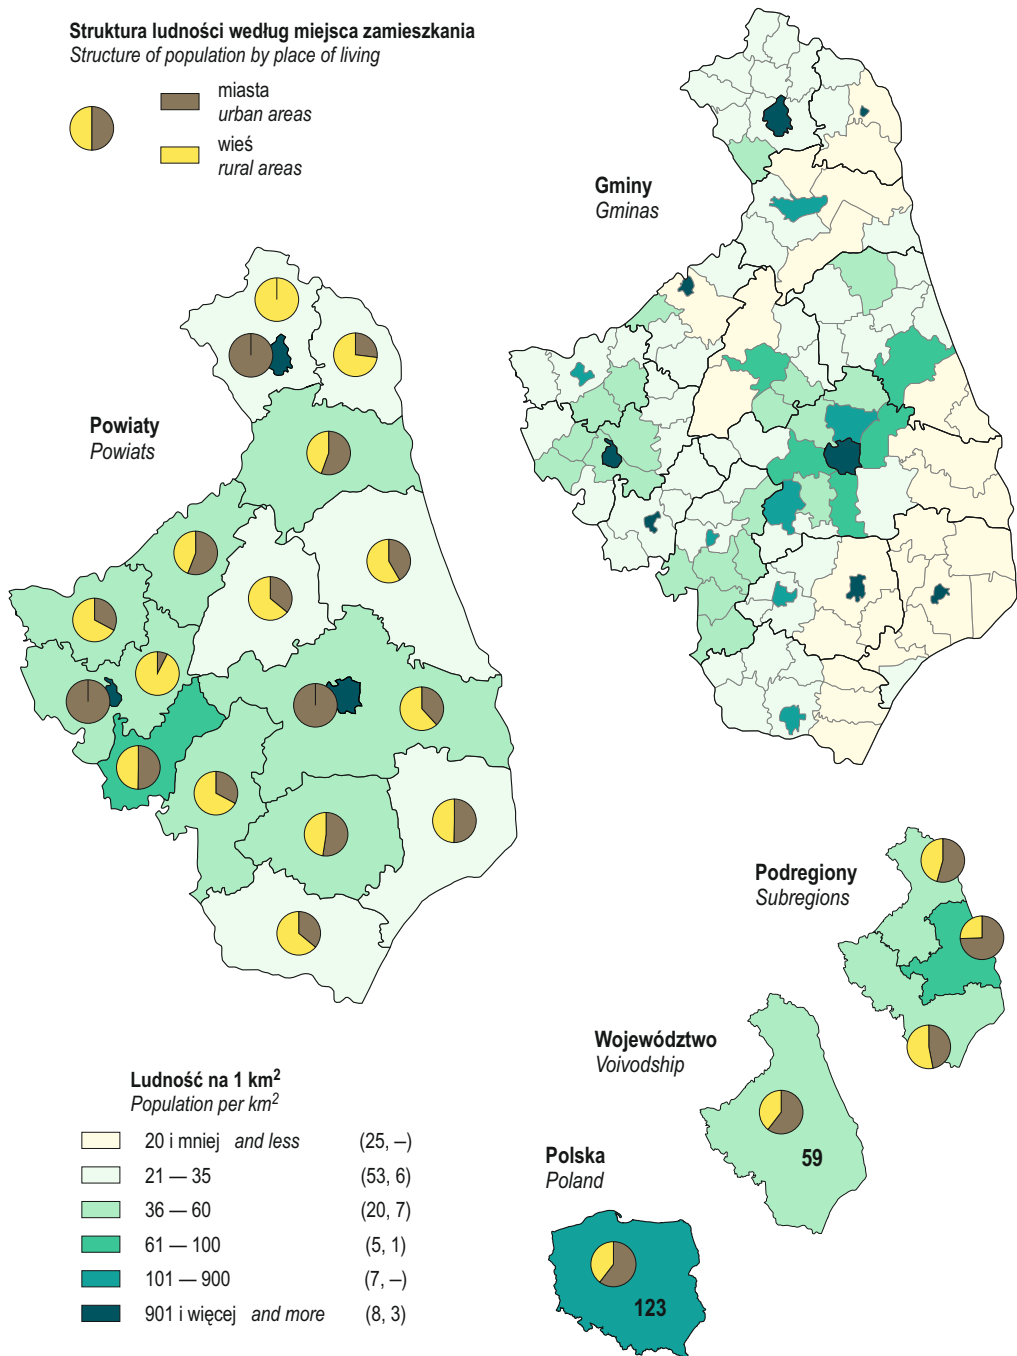 Struktura ludności według miejsca zamieszkania
Structure of population by place of living
miasta
urban areas
wieś
rural areas
Gminy
Gminas
Powiaty
Powiats
Podregiony
Subregions
Województwo
Voivodship
59
Polska
Poland
123
Ludność na 1 km²
Population per km²
20 i mniej and less (25, –)
21 — 35 (53, 6)
36 — 60 (20, 7)
61 — 100 (5, 1)
101 — 900 (7, –)
901 i więcej and more (8, 3)